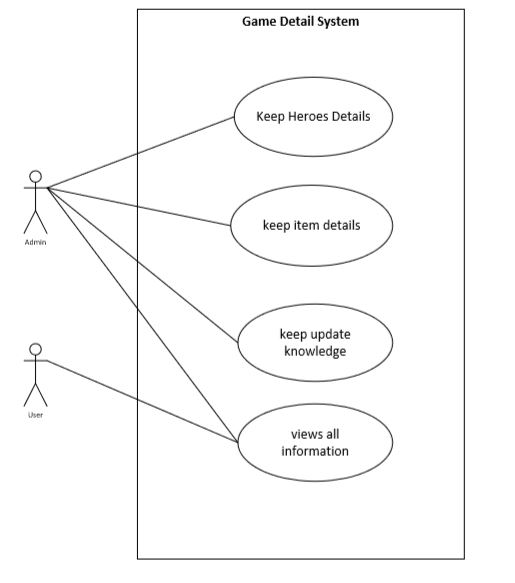 Game Detail System
Keep Heroes Details
Admin
keep item details
keep update
knowledge
User
views all
information